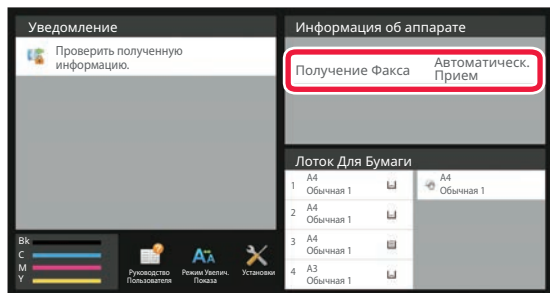 Уведомление
Проверить полученную
информацию.
Информация об аппарате
Получение Факса
Автоматическ.
Прием
Лоток Для Бумаги
1 A4
Обычная 1
A4
Обычная 1
2 A4
Обычная 1
3 A4
Обычная 1
4 A3
Обычная 1
Bk
C
M
Y
Руководство
Пользователя
Режим Увелич.
Показа
Установки